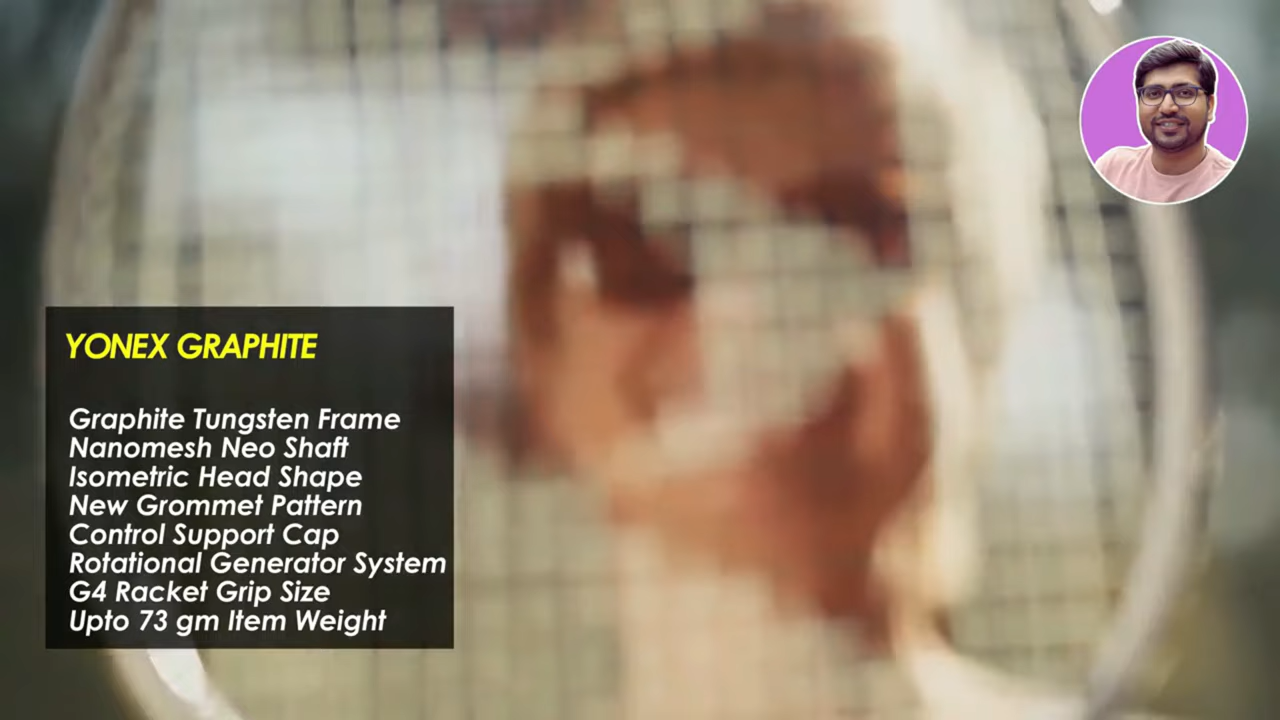 YONEX GRAPHITE
Graphite Tungsten Frame
Nanomesh Neo Shaft
Isometric Head Shape
New Grommet Pattern
Control Support Cap
Rotational Generator System
G4 Racket Grip Size
Upto 73 gm Item Weight